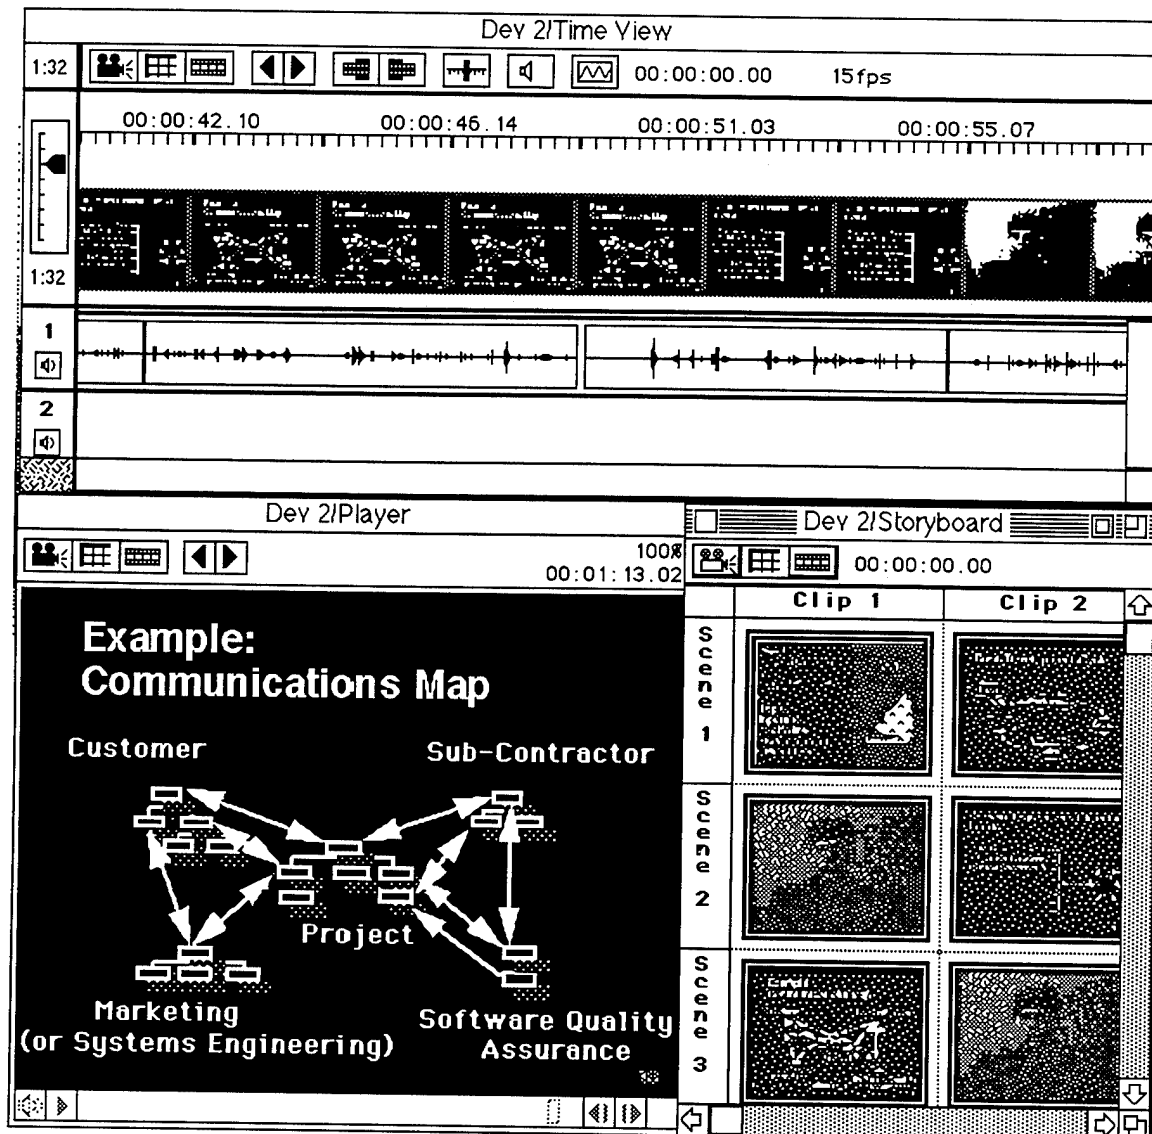 Dev 2/Time View
1:32
00:00:00.00
15fps
00:00:42.10
00:00:46.14
00:00:51.03
00:00:55.07
1:32
1
2
Dev 2/Player
100%
00:01:13.02
Example:
Communications Map
Customer
Sub-Contractor
Project
Marketing
(or Systems Engineering)
Software Quality
Assurance
Dev 2/Storyboard
00:00:00.00
Clip 1
Clip 2
Scene 1
Scene 2
Scene 3